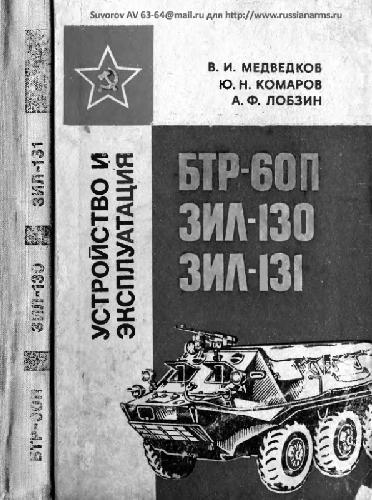 Suvorov AV 63-64@mail.ru для http://www.russianarms.ru
В. И. МЕДВЕДКОВ
Ю. Н. КОМАРОВ
А. Ф. ЛОБЗИН
УСТРОЙСТВО И
ЭКСПЛУАТАЦИЯ
БТР-60П
ЗИЛ-130
ЗИЛ-131
БТР-60П ЗИЛ-130 ЗИЛ-131